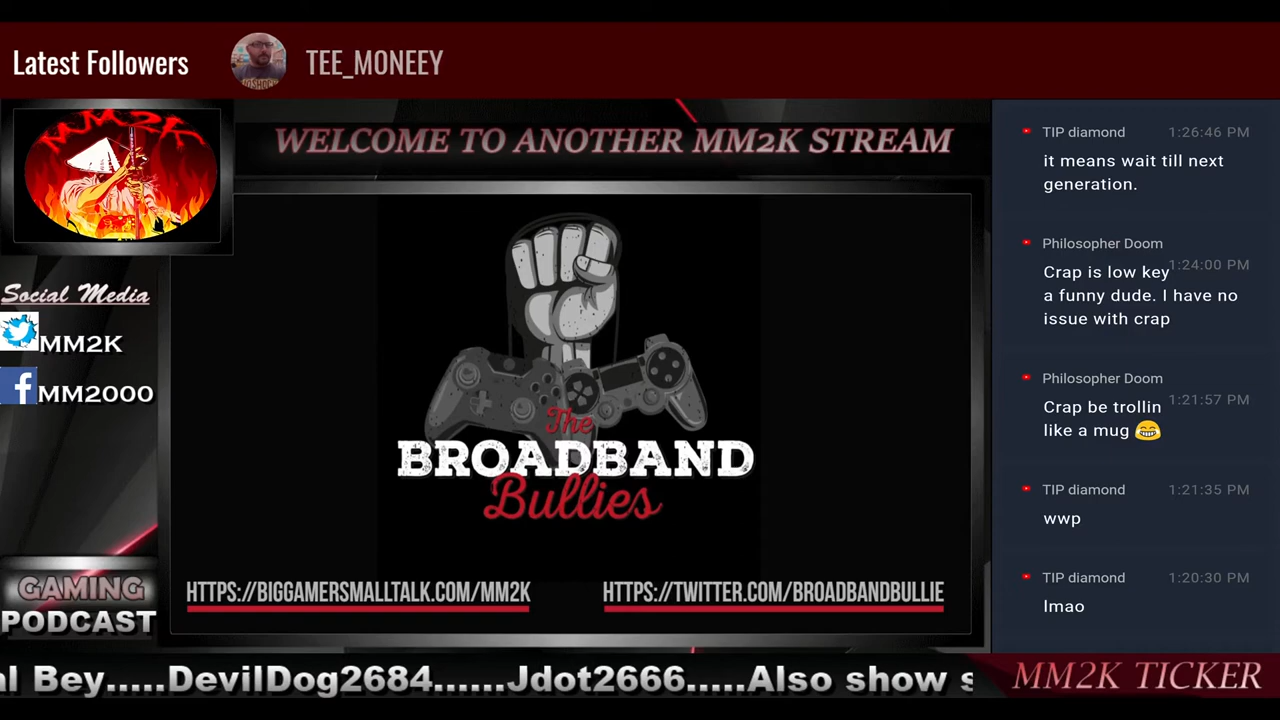 Latest Followers TEE_MONEEY
MM2K
WELCOME TO ANOTHER MM2K STREAM
Social Media
MM2K
MM2000
GAMING
PODCAST
The
BROADBAND
Bullies
HTTPS://BIGGAMERSMALLTALK.COM/MM2K
HTTPS://TWITTER.COM/BROADBANDBULLIE
TIP diamond 1:26:46 PM
it means wait till next
generation.
Philosopher Doom
1:24:00 PM
Crap is low key
a funny dude. I have no
issue with crap
Philosopher Doom
1:21:57 PM
Crap be trollin
like a mug 😁
TIP diamond 1:21:35 PM
wwp
TIP diamond 1:20:30 PM
lmao
al Bey.....DevilDog2684......Jdot2666.....Also show s
MM2K TICKER